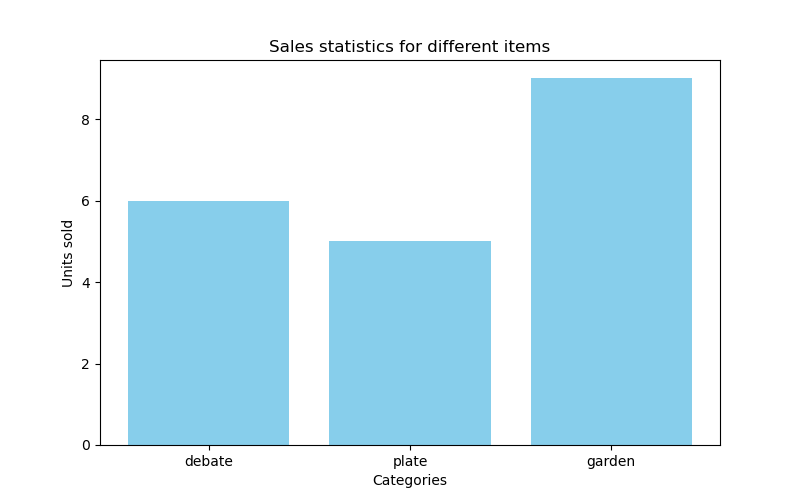 Sales statistics for different items
Units sold
8
6
4
2
0
debate plate garden
Categories